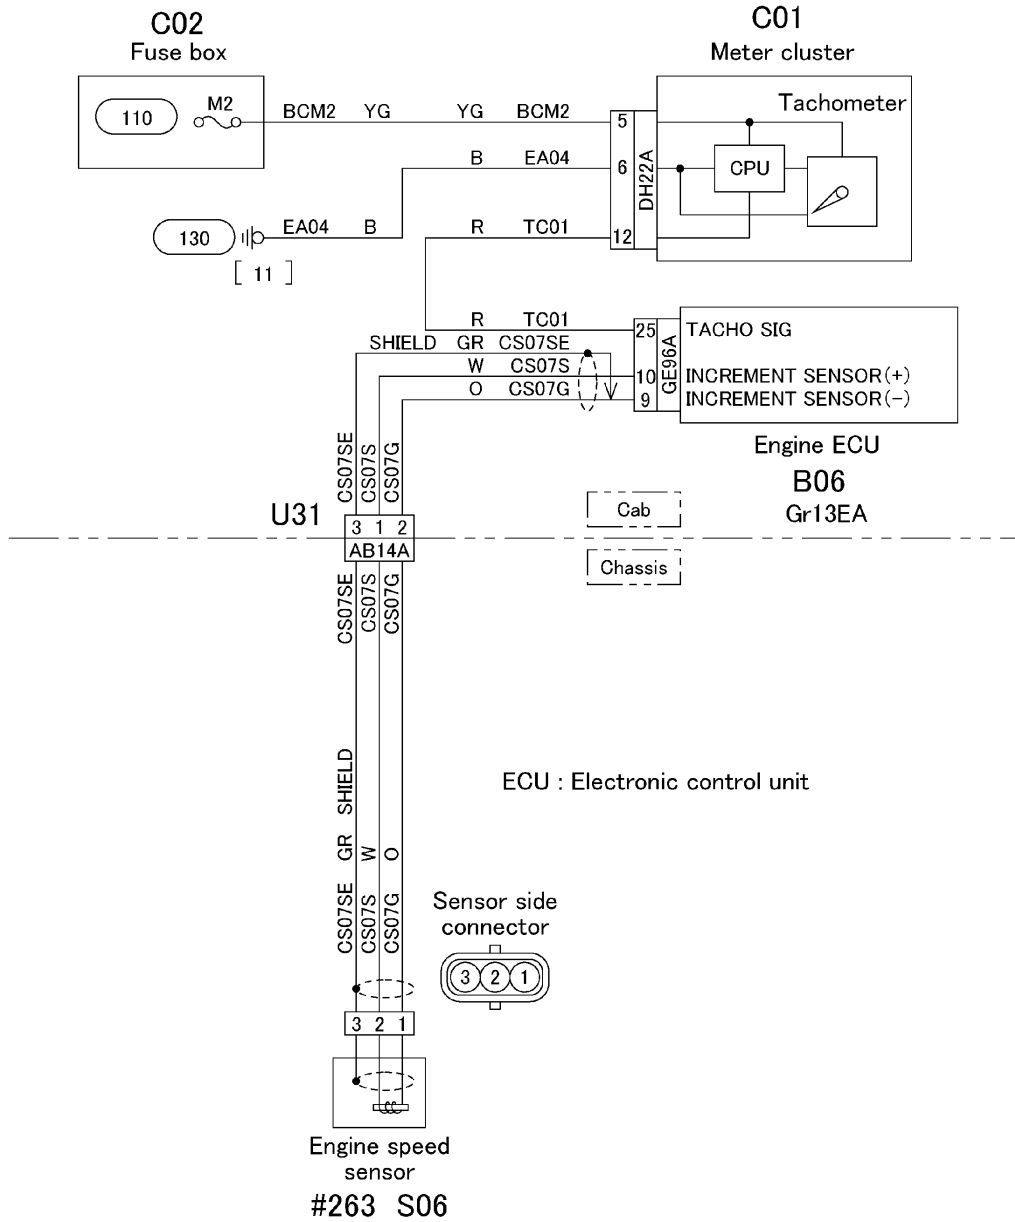 C02
Fuse box
C01
Meter cluster
110
M2
BCM2 YG YG BCM2
5
Tachometer
B EA04
6
DH22A
CPU
130
EA04 B
R TC01
12
[ 11 ]
R TC01
25
TACHO SIG
SHIELD GR CS07SE
GE96A
W CS07S
10
INCREMENT SENSOR(+)
O CS07G
9
INCREMENT SENSOR(-)
Engine ECU
B06
Gr13EA
CS07SE
CS07S
CS07G
U31
3 1 2
AB14A
Cab
Chassis
CS07SE
CS07S
CS07G
ECU : Electronic control unit
CS07SE GR SHIELD
CS07S W
CS07G O
Sensor side
connector
3 2 1
3 2 1
Engine speed
sensor
#263 S06